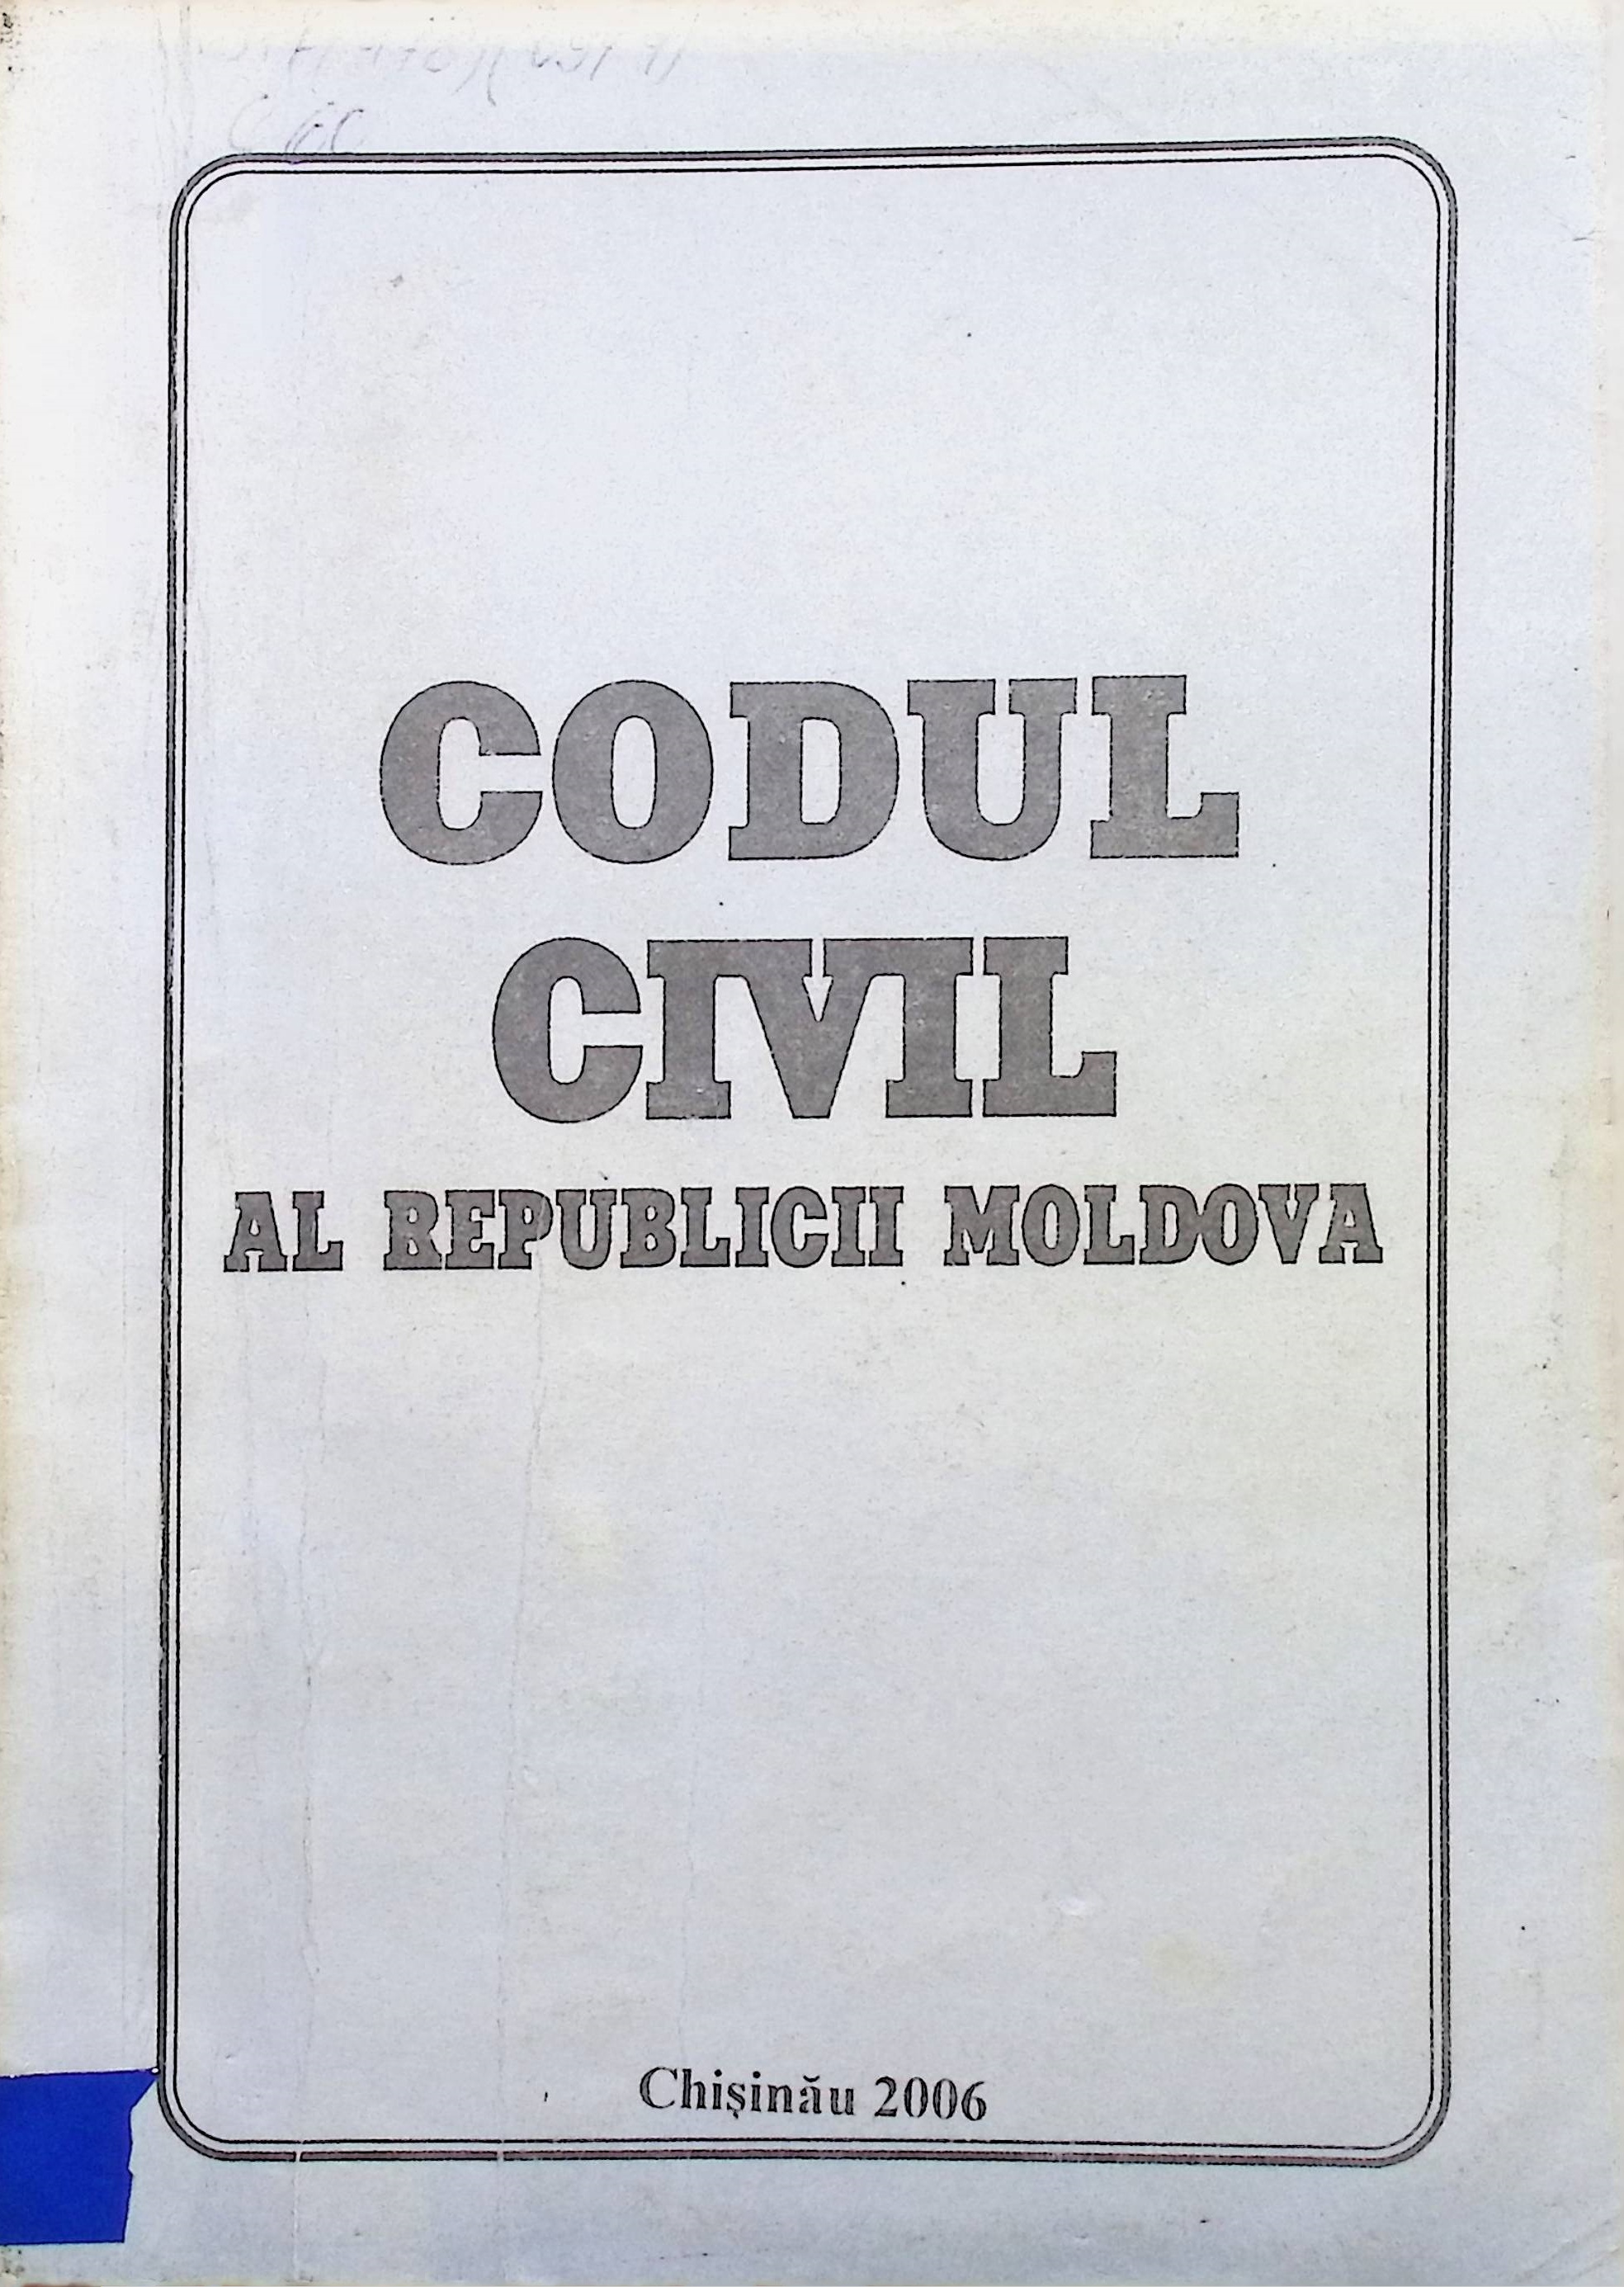 CODUL
CIVIL
AL REPUBLICII MOLDOVA
Chişinău 2006